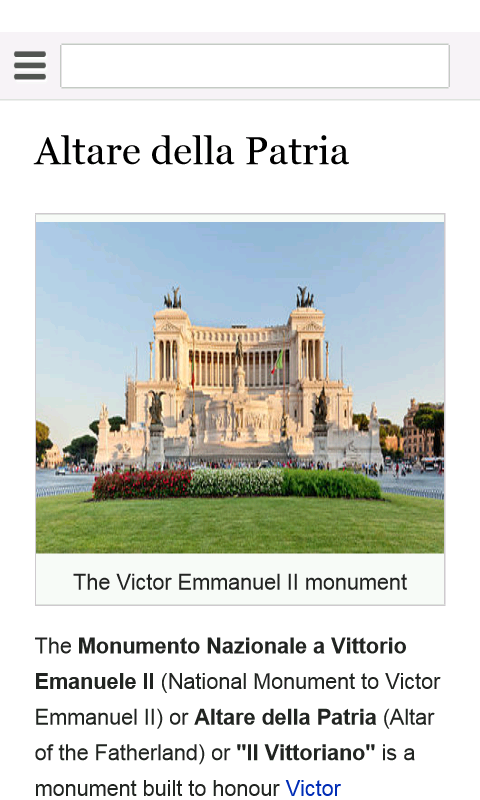 Altare della Patria
The Victor Emmanuel II monument
The Monumento Nazionale a Vittorio
Emanuele II (National Monument to Victor
Emmanuel II) or Altare della Patria (Altar
of the Fatherland) or "Il Vittoriano" is a
monument built to honour Victor